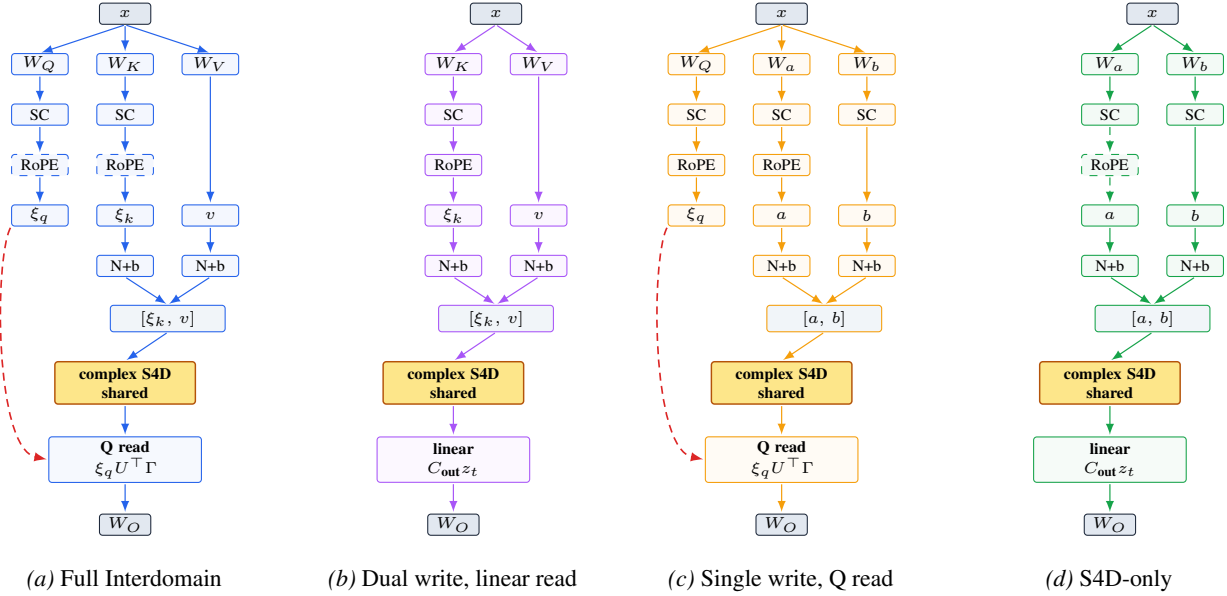 x
W_Q W_K W_V
SC SC
RoPE RoPE
ξ_q ξ_k v
N+b N+b
[ξ_k, v]
complex S4D
shared
Q read
ξ_q U^⊤ Γ
W_O
(a) Full Interdomain
x
W_K W_V
SC
RoPE
ξ_k v
N+b N+b
[ξ_k, v]
complex S4D
shared
linear
C_out z_t
W_O
(b) Dual write, linear read
x
W_Q W_a W_b
SC SC SC
RoPE RoPE
ξ_q a b
N+b N+b
[a, b]
complex S4D
shared
Q read
ξ_q U^⊤ Γ
W_O
(c) Single write, Q read
x
W_a W_b
SC SC
RoPE
a b
N+b N+b
[a, b]
complex S4D
shared
linear
C_out z_t
W_O
(d) S4D-only